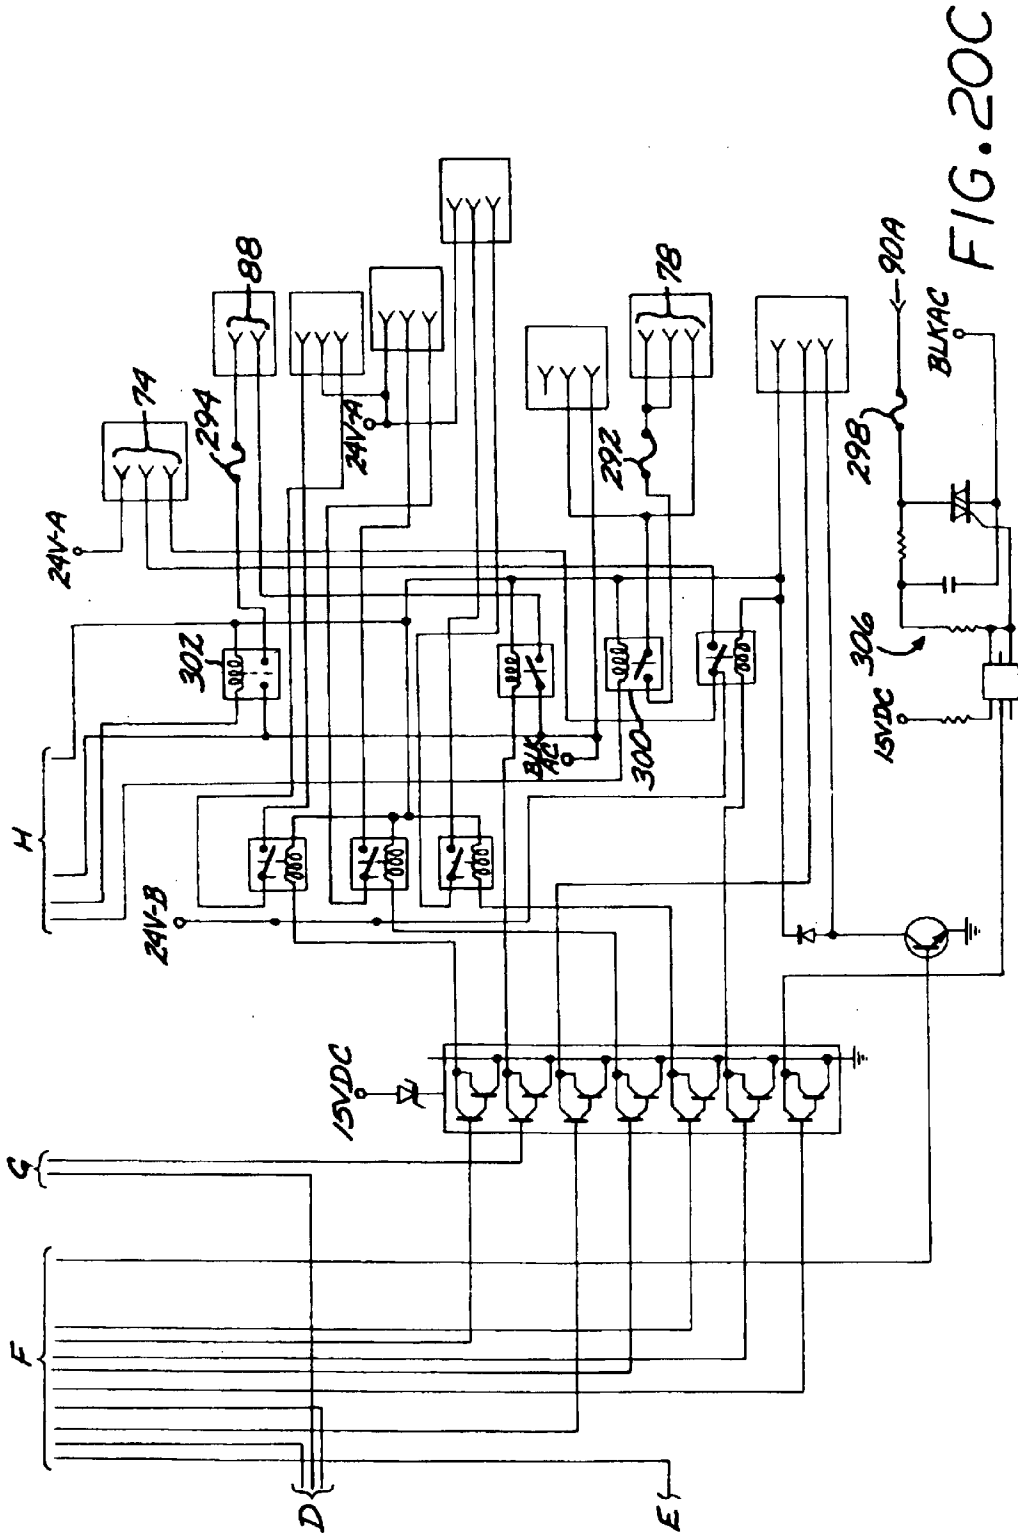 H
24V-A
74
294
88
302
24V-A
24V-B
BLK
AC
300
292
78
G
15VDC
F
D
E
298
90A
BLKAC
306
15VDC
FIG. 20C